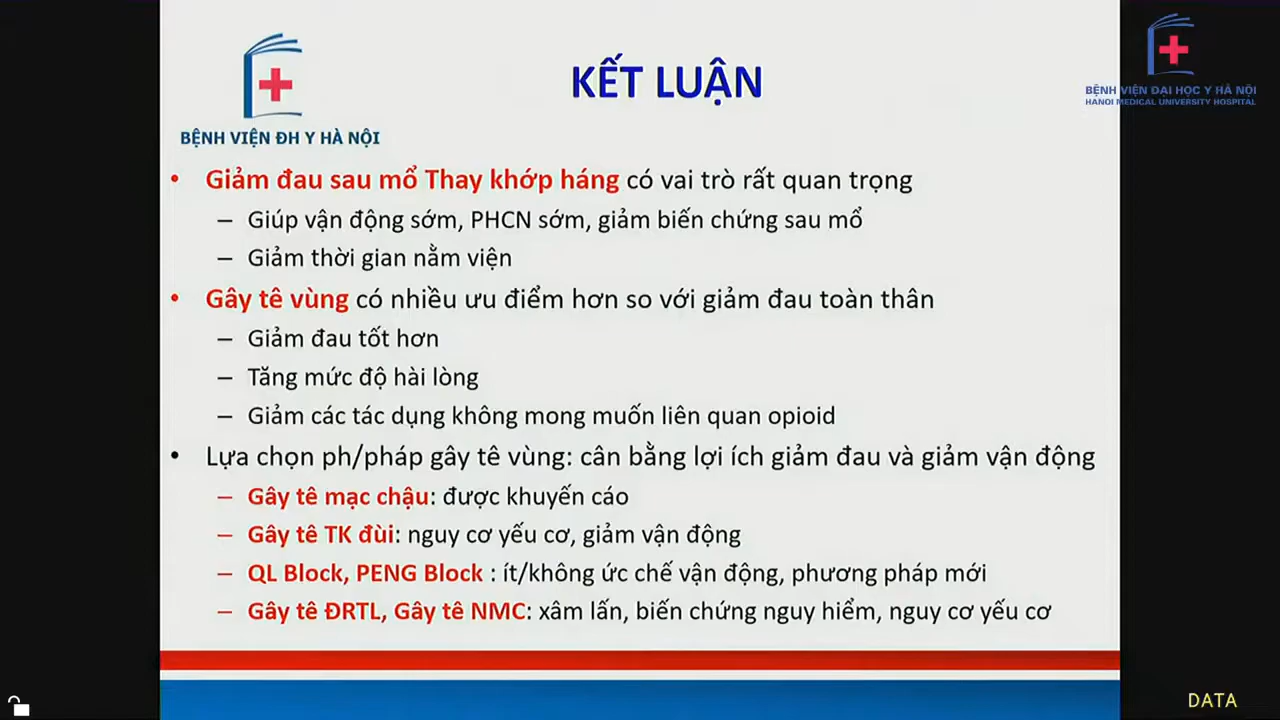 KẾT LUẬN
BỆNH VIỆN ĐH Y HÀ NỘI
BỆNH VIỆN ĐẠI HỌC Y HÀ NỘI
HANOI MEDICAL UNIVERSITY HOSPITAL
• Giảm đau sau mổ Thay khớp háng có vai trò rất quan trọng
– Giúp vận động sớm, PHCN sớm, giảm biến chứng sau mổ
– Giảm thời gian nằm viện
• Gây tê vùng có nhiều ưu điểm hơn so với giảm đau toàn thân
– Giảm đau tốt hơn
– Tăng mức độ hài lòng
– Giảm các tác dụng không mong muốn liên quan opioid
• Lựa chọn ph/pháp gây tê vùng: cân bằng lợi ích giảm đau và giảm vận động
– Gây tê mạc chậu: được khuyến cáo
– Gây tê TK đùi: nguy cơ yếu cơ, giảm vận động
– QL Block, PENG Block : ít/không ức chế vận động, phương pháp mới
– Gây tê ĐRTL, Gây tê NMC: xâm lấn, biến chứng nguy hiểm, nguy cơ yếu cơ
DATA